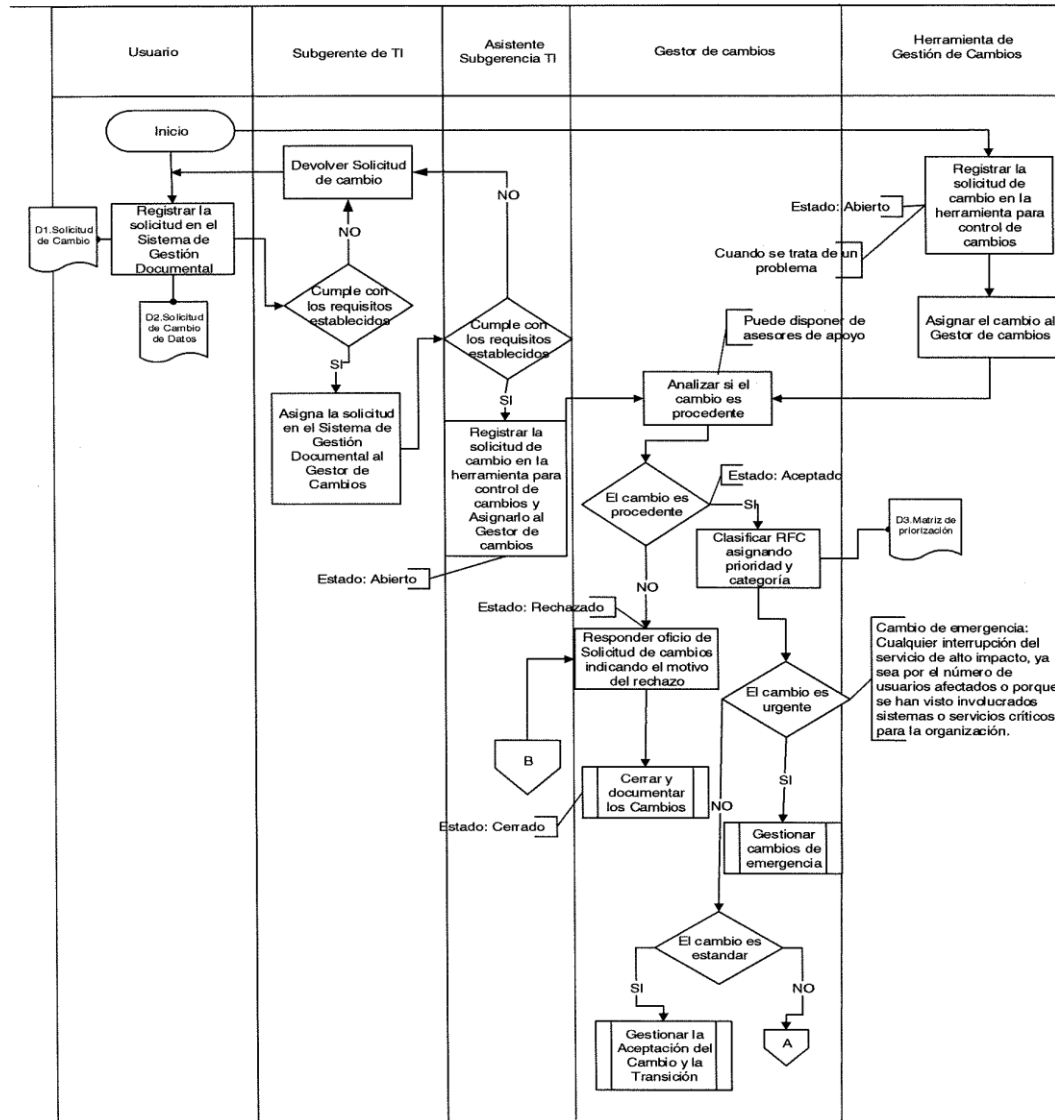 Usuario
Subgerente de TI
Asistente
Subgerencia TI
Gestor de cambios
Herramienta de
Gestión de Cambios
Inicio
Devolver Solicitud
de cambio
NO
Registrar la
solicitud de
cambio en la
herramienta para
control de
cambios
Estado: Abierto
Cuando se trata de un
problema
D1.Solicitud
de Cambio
Registrar la
solicitud en el
Sistema de
Gestión
Documental
NO
D2.Solicitud
de Cambio
de Datos
Cumple con
los requisitos
establecidos
Cumple con
los requisitos
establecidos
Puede disponer de
asesores de apoyo
Asignar el cambio al
Gestor de cambios
SI
SI
Asigna la solicitud
en el Sistema de
Gestión
Documental al
Gestor de
Cambios
Registrar la
solicitud de
cambio en la
herramienta para
control de
cambios y
Asignarlo al
Gestor de
cambios
Analizar si el
cambio es
procedente
El cambio es
procedente
Estado: Aceptado
SI
Clasificar RFC
asignando
prioridad y
categoría
D3.Matriz de
priorización
Estado: Abierto
NO
Estado: Rechazado
Responder oficio de
Solicitud de cambios
indicando el motivo
del rechazo
El cambio es
urgente
Cambio de emergencia:
Cualquier interrupción del
servicio de alto impacto, ya
sea por el número de
usuarios afectados o porque
se han visto involucrados
sistemas o servicios críticos
para la organización.
B
Cerrar y
documentar
los Cambios
NO
SI
Estado: Cerrado
Gestionar
cambios de
emergencia
El cambio es
estandar
SI
NO
Gestionar la
Aceptación del
Cambio y la
Transición
A